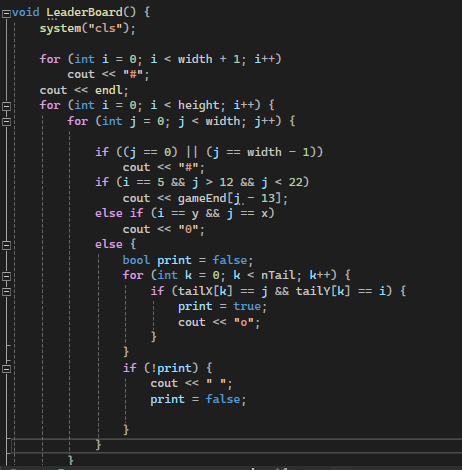 void LeaderBoard() {
    system("cls");

    for (int i = 0; i < width + 1; i++)
        cout << "#";
    cout << endl;
    for (int i = 0; i < height; i++) {
        for (int j = 0; j < width; j++) {

            if ((j == 0) || (j == width - 1))
                cout << "#";
            if (i == 5 && j > 12 && j < 22)
                cout << gameEnd[j - 13];
            else if (i == y && j == x)
                cout << "0";
            else {
                bool print = false;
                for (int k = 0; k < nTail; k++) {
                    if (tailX[k] == j && tailY[k] == i) {
                        print = true;
                        cout << "o";
                    }
                }
                if (!print) {
                    cout << " ";
                    print = false;

                }
            }
        }